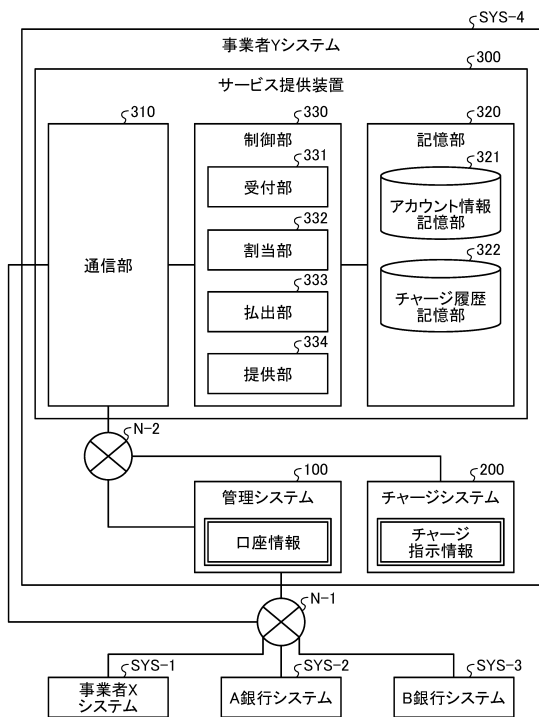 SYS-4
事業者Yシステム
300
サービス提供装置
310
330
320
通信部
制御部
記憶部
331
受付部
332
割当部
333
払出部
334
提供部
321
アカウント情報
記憶部
322
チャージ履歴
記憶部
N-2
100
管理システム
口座情報
200
チャージシステム
チャージ
指示情報
N-1
SYS-1
事業者X
システム
SYS-2
A銀行システム
SYS-3
B銀行システム